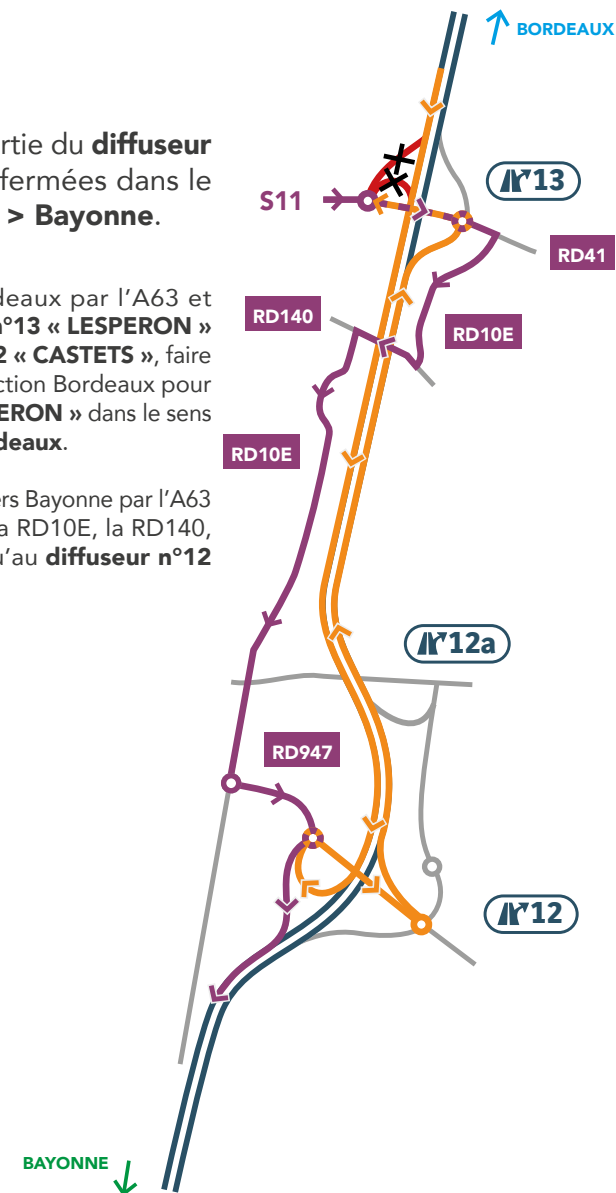 BORDEAUX
rtie du diffuseur
fermées dans le
> Bayonne.
13
S11
RD41
deaux par l'A63 et
n°13 « LESPERON »
2 « CASTETS », faire
ction Bordeaux pour
PERON » dans le sens
deaux.
RD140
RD10E
RD10E
ers Bayonne par l'A63
a RD10E, la RD140,
u'au diffuseur n°12
12a
RD947
12
BAYONNE